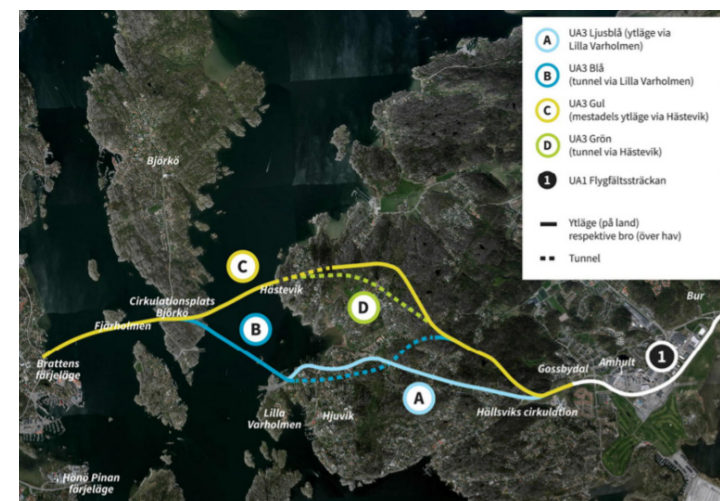 A
UA3 Ljusblå (ytläge via
Lilla Varholmen)
B
UA3 Blå
(tunnel via Lilla Varholmen)
C
UA3 Gul
(mestadels ytläge via Hästevik)
D
UA3 Grön
(tunnel via Hästevik)
1
UA1 Flygfältssträckan
Ytläge (på land)
respektive bro (över hav)
Tunnel
Björkö
C
Hästevik
Cirkulationsplats
Björkö
Fjärholmen
B
D
Brattens
färjeläge
Bur
1
Amhult
Gossbydal
A
Hällsviks cirkulation
Lilla
Varholmen
Hjuvik
Hönö Pinan
färjeläge